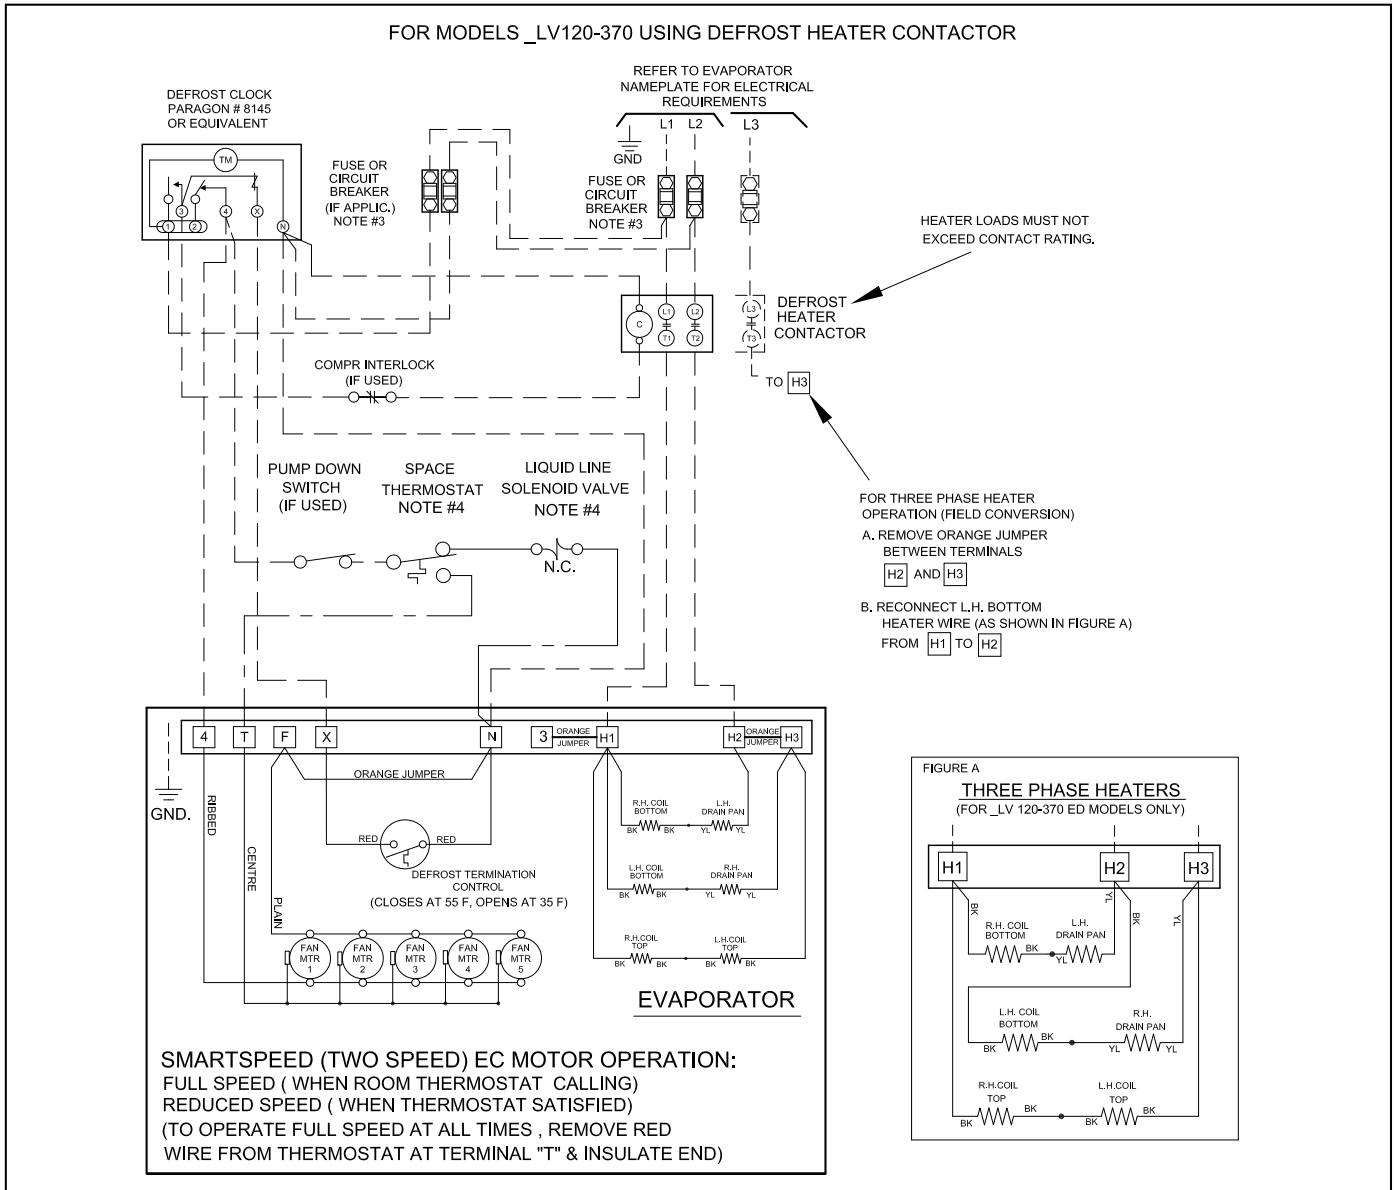 FOR MODELS _LV120-370 USING DEFROST HEATER CONTACTOR
DEFROST CLOCK
PARAGON # 8145
OR EQUIVALENT
REFER TO EVAPORATOR
NAMEPLATE FOR ELECTRICAL
REQUIREMENTS
L1 L2 L3
GND
TM
3 4 X
1 2 N
FUSE OR
CIRCUIT
BREAKER
(IF APPLIC.)
NOTE #3
FUSE OR
CIRCUIT
BREAKER
NOTE #3
HEATER LOADS MUST NOT
EXCEED CONTACT RATING.
C
L1 L2 L3
T1 T2 T3
DEFROST
HEATER
CONTACTOR
TO H3
COMPR INTERLOCK
(IF USED)
PUMP DOWN
SWITCH
(IF USED)
SPACE
THERMOSTAT
NOTE #4
LIQUID LINE
SOLENOID VALVE
NOTE #4
N.C.
FOR THREE PHASE HEATER
OPERATION (FIELD CONVERSION)
A. REMOVE ORANGE JUMPER
BETWEEN TERMINALS
H2 AND H3
B. RECONNECT L.H. BOTTOM
HEATER WIRE (AS SHOWN IN FIGURE A)
FROM H1 TO H2
4 T F X N 3 ORANGE JUMPER H1 H2 ORANGE JUMPER H3
GND.
RIBBED
CENTRE
PLAIN
ORANGE JUMPER
RED RED
DEFROST TERMINATION
CONTROL
(CLOSES AT 55 F, OPENS AT 35 F)
R.H. COIL
BOTTOM
L.H.
DRAIN PAN
BK BK YL YL
L.H. COIL
BOTTOM
R.H.
DRAIN PAN
BK BK YL YL
R.H.COIL
TOP
L.H.COIL
TOP
BK BK BK BK
FAN
MTR
1
FAN
MTR
2
FAN
MTR
3
FAN
MTR
4
FAN
MTR
5
EVAPORATOR
SMARTSPEED (TWO SPEED) EC MOTOR OPERATION:
FULL SPEED ( WHEN ROOM THERMOSTAT CALLING)
REDUCED SPEED ( WHEN THERMOSTAT SATISFIED)
(TO OPERATE FULL SPEED AT ALL TIMES , REMOVE RED
WIRE FROM THERMOSTAT AT TERMINAL "T" & INSULATE END)
FIGURE A
THREE PHASE HEATERS
(FOR _LV 120-370 ED MODELS ONLY)
H1 H2 H3
BK YL BK YL
R.H. COIL
BOTTOM
L.H.
DRAIN PAN
BK YL
L.H. COIL
BOTTOM
R.H.
DRAIN PAN
BK BK YL YL
R.H.COIL
TOP
L.H.COIL
TOP
BK BK BK BK